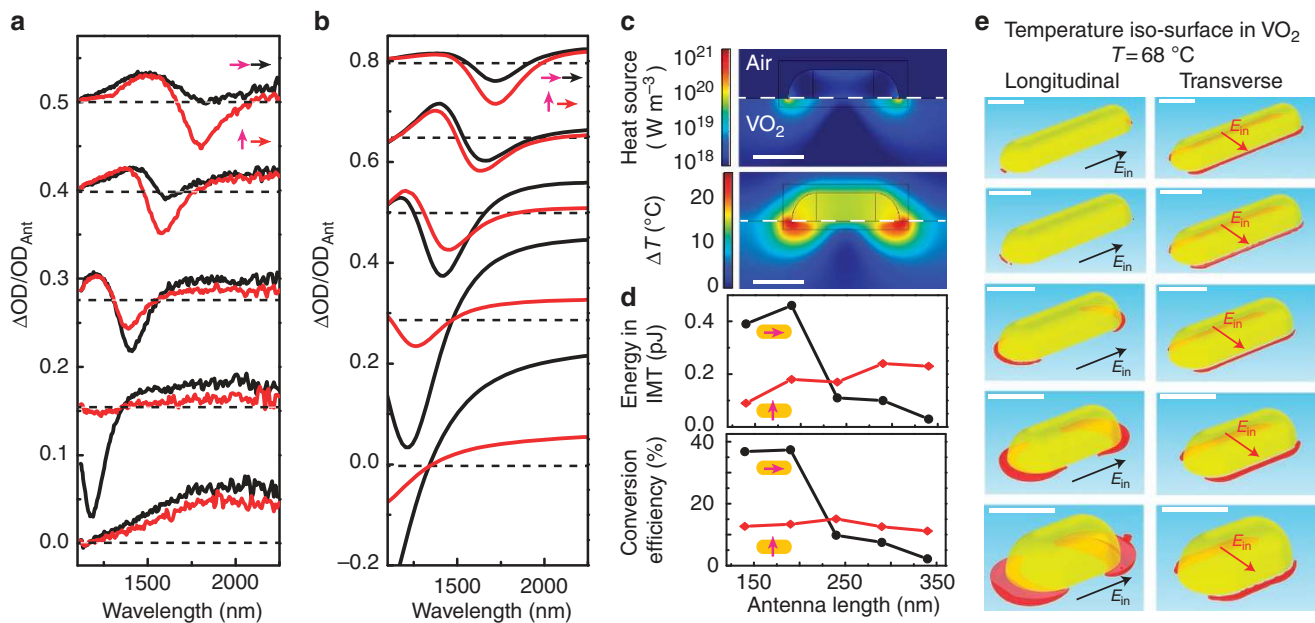 a
ΔOD/ODAnt
0.5
0.4
0.3
0.2
0.1
0.0
1500
2000
Wavelength (nm)
b
ΔOD/ODAnt
0.8
0.6
0.4
0.2
0.0
−0.2
1500
2000
Wavelength (nm)
c
Heat source
( W m−3)
10²¹
10²⁰
10¹⁹
10¹⁸
Air
VO2
Δ T (°C)
20
10
0
d
Energy in
IMT (pJ)
0.4
0.2
0.0
Conversion
efficiency (%)
40
25
0
150
250
350
Antenna length (nm)
e
Temperature iso-surface in VO2
T = 68 °C
Longitudinal
Transverse
Ein
Ein
Ein
Ein
Ein
Ein
Ein
Ein
Ein
Ein